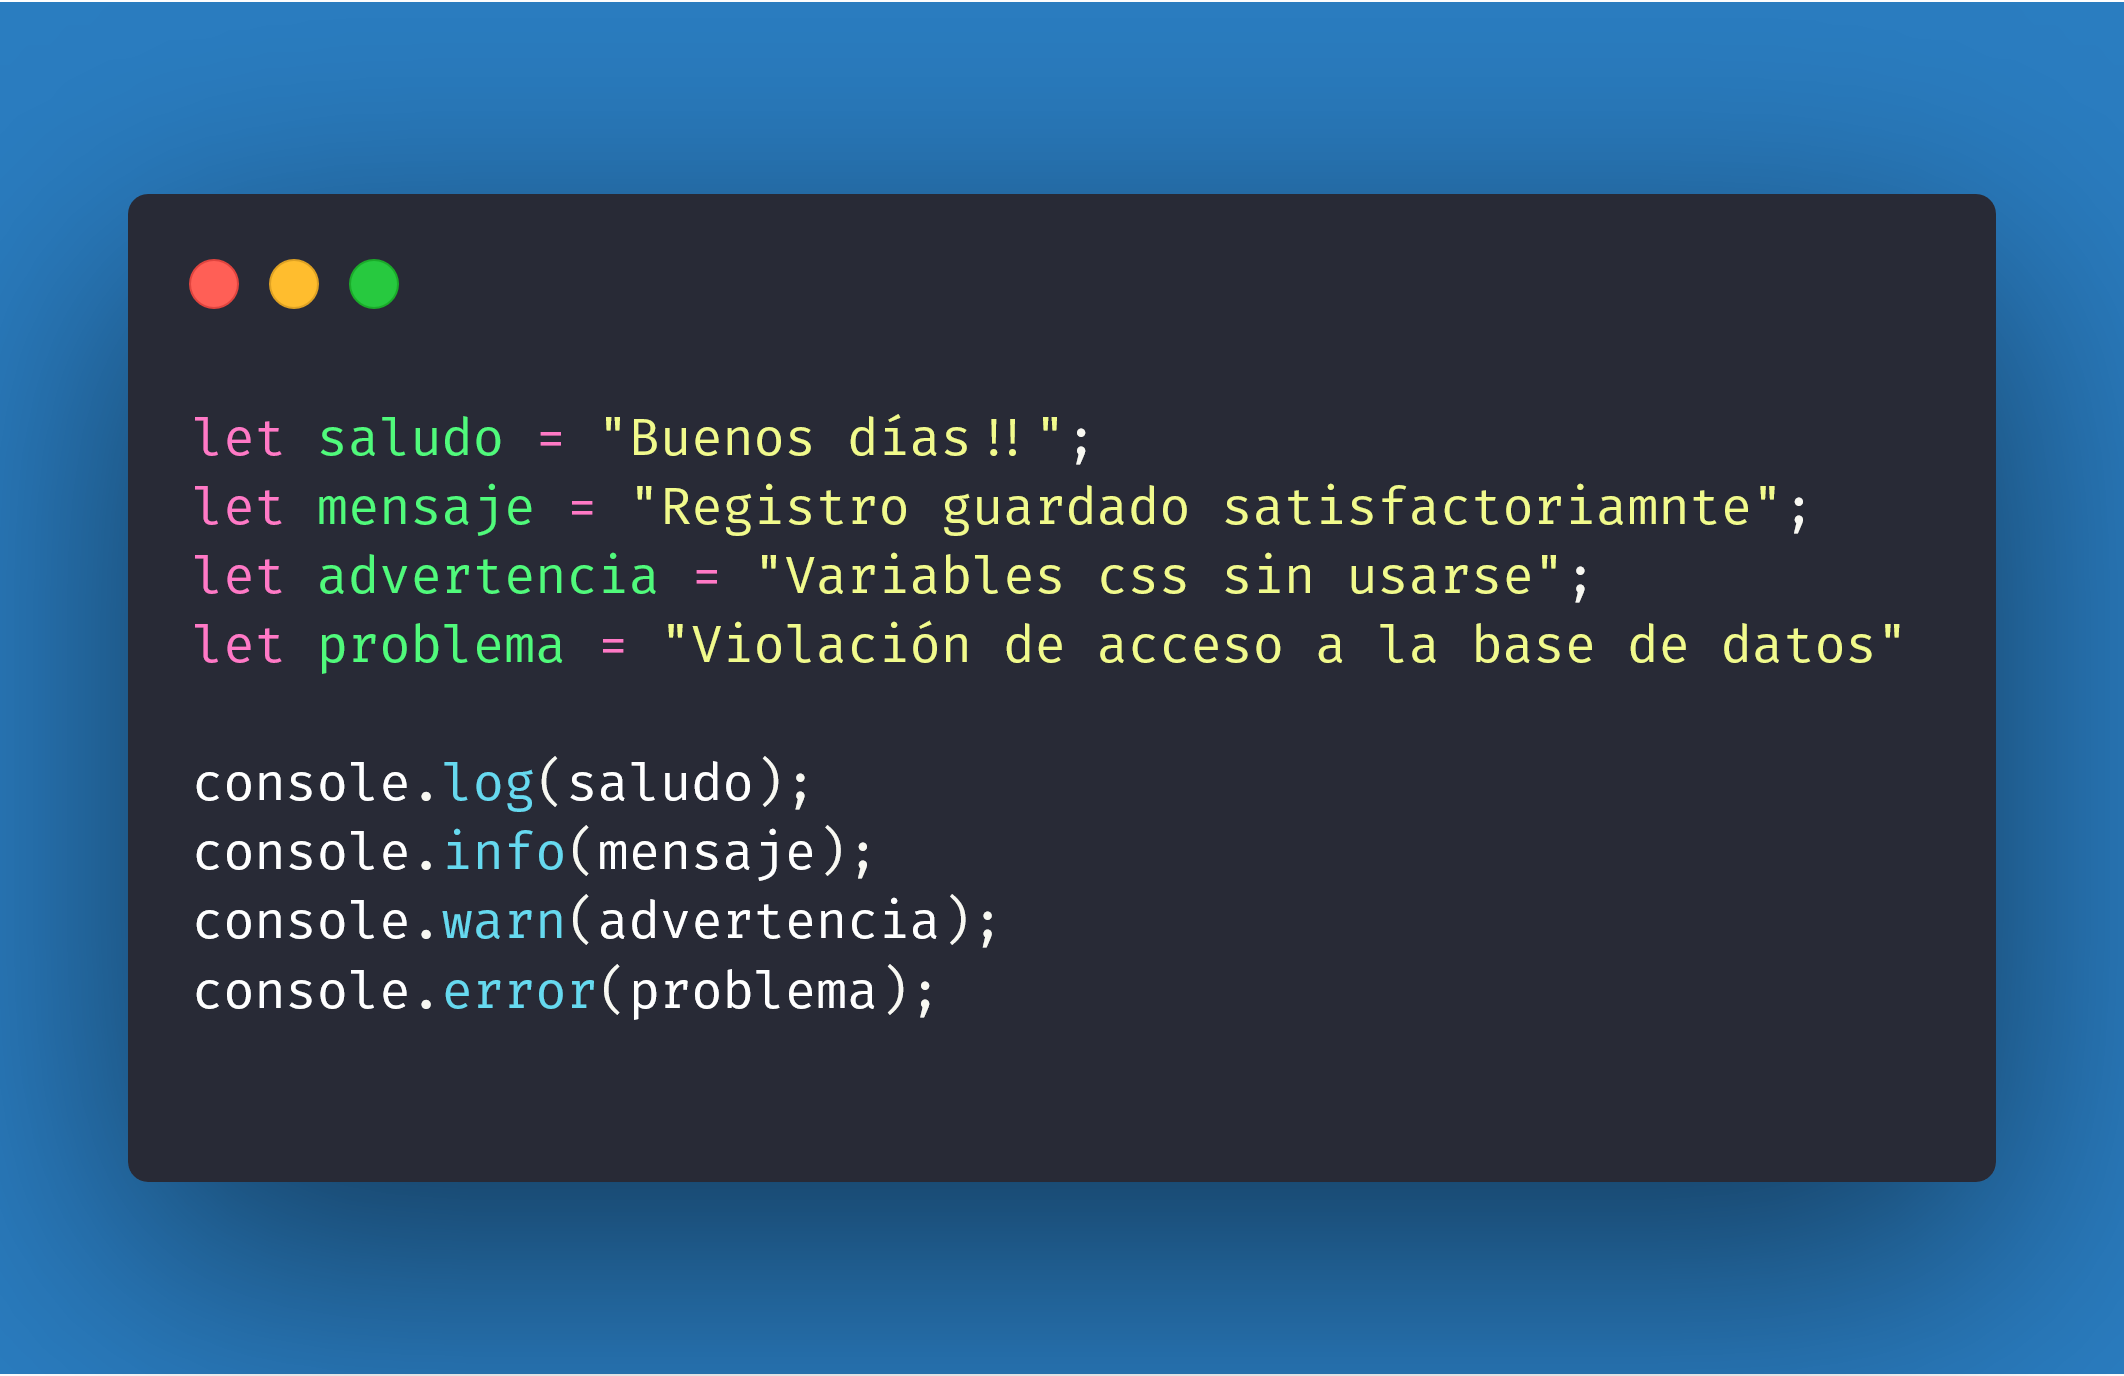 let saludo = "Buenos días!!";
let mensaje = "Registro guardado satisfactoriamnte";
let advertencia = "Variables css sin usarse";
let problema = "Violación de acceso a la base de datos"
console.log(saludo);
console.info(mensaje);
console.warn(advertencia);
console.error(problema);